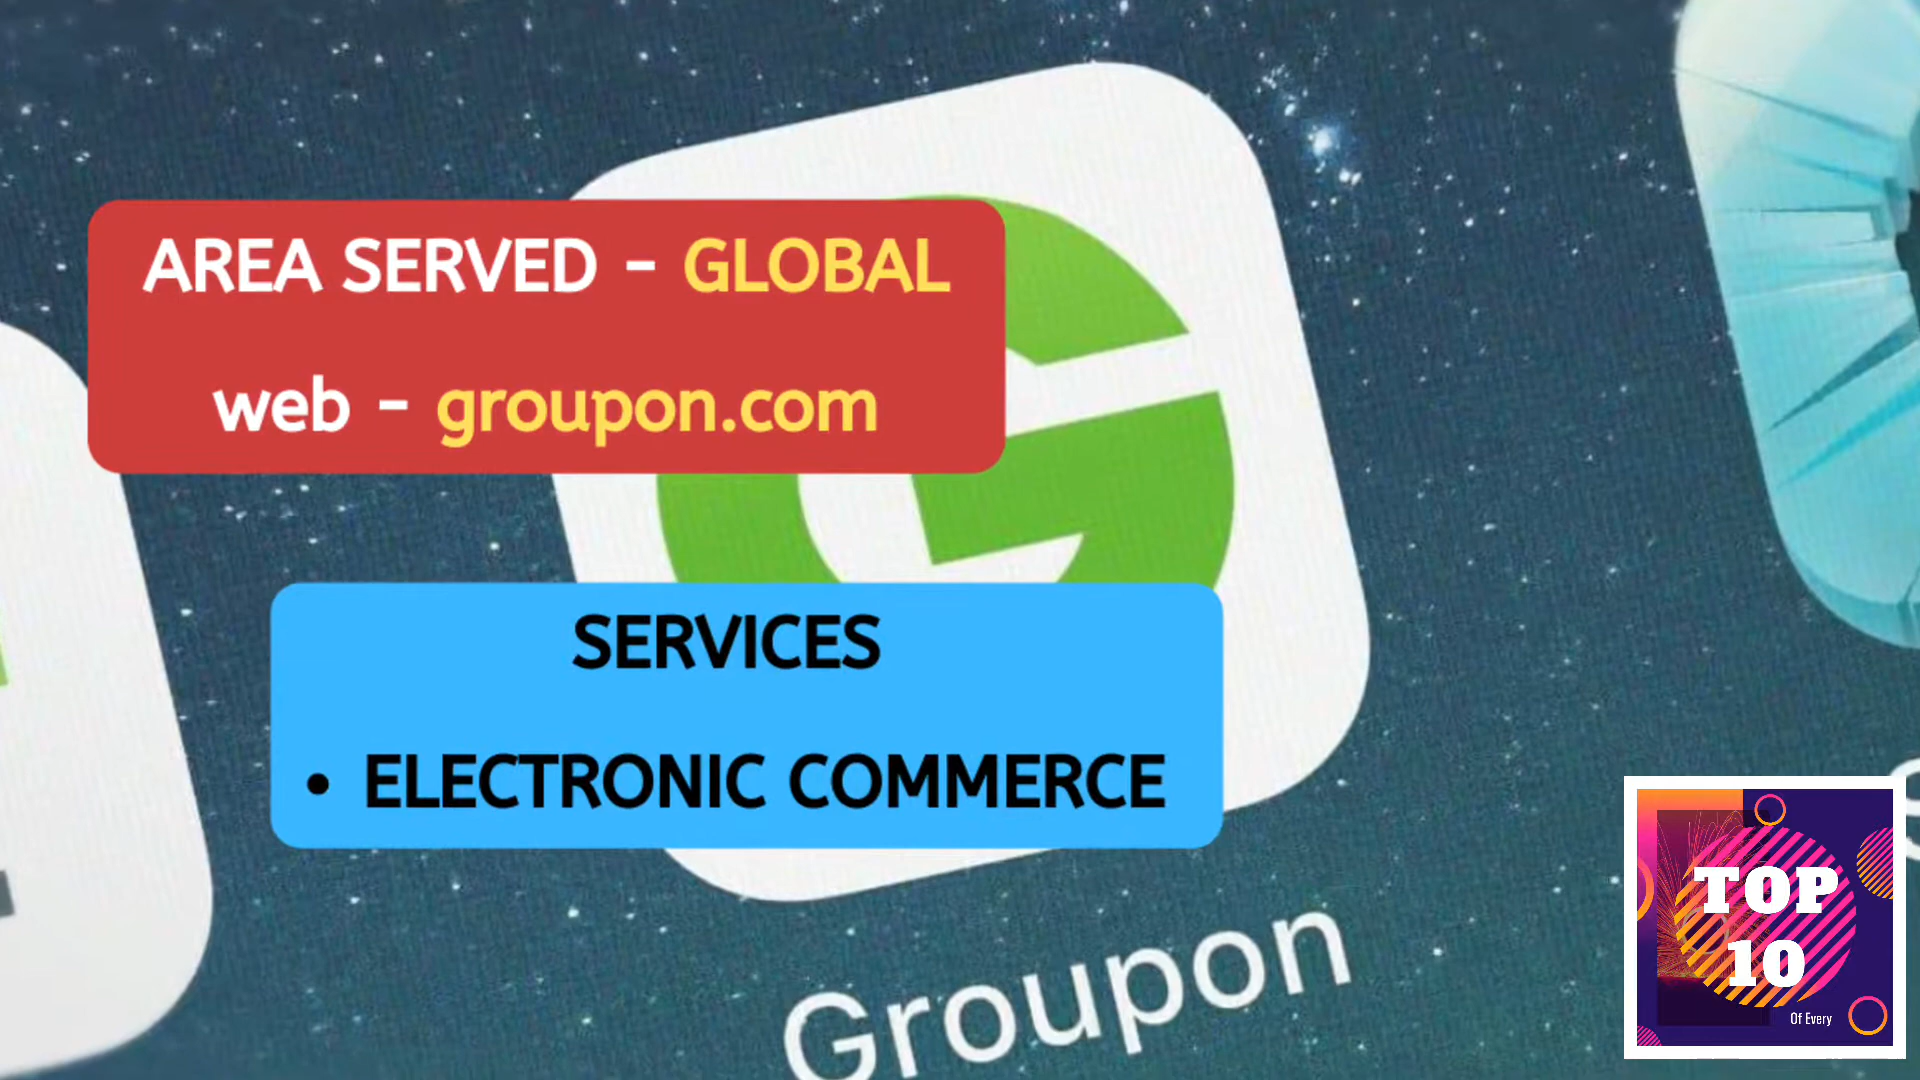 AREA SERVED - GLOBAL
web - groupon.com
SERVICES
• ELECTRONIC COMMERCE
Groupon
TOP
10
Of Every